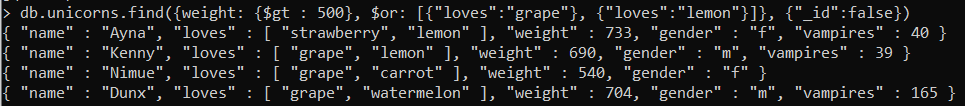 > db.unicorns.find({weight: {$gt : 500}, $or: [{"loves":"grape"}, {"loves":"lemon"}]}, {"_id":false})
{ "name" : "Ayna", "loves" : [ "strawberry", "lemon" ], "weight" : 733, "gender" : "f", "vampires" : 40 }
{ "name" : "Kenny", "loves" : [ "grape", "lemon" ], "weight" : 690, "gender" : "m", "vampires" : 39 }
{ "name" : "Nimue", "loves" : [ "grape", "carrot" ], "weight" : 540, "gender" : "f" }
{ "name" : "Dunx", "loves" : [ "grape", "watermelon" ], "weight" : 704, "gender" : "m", "vampires" : 165 }